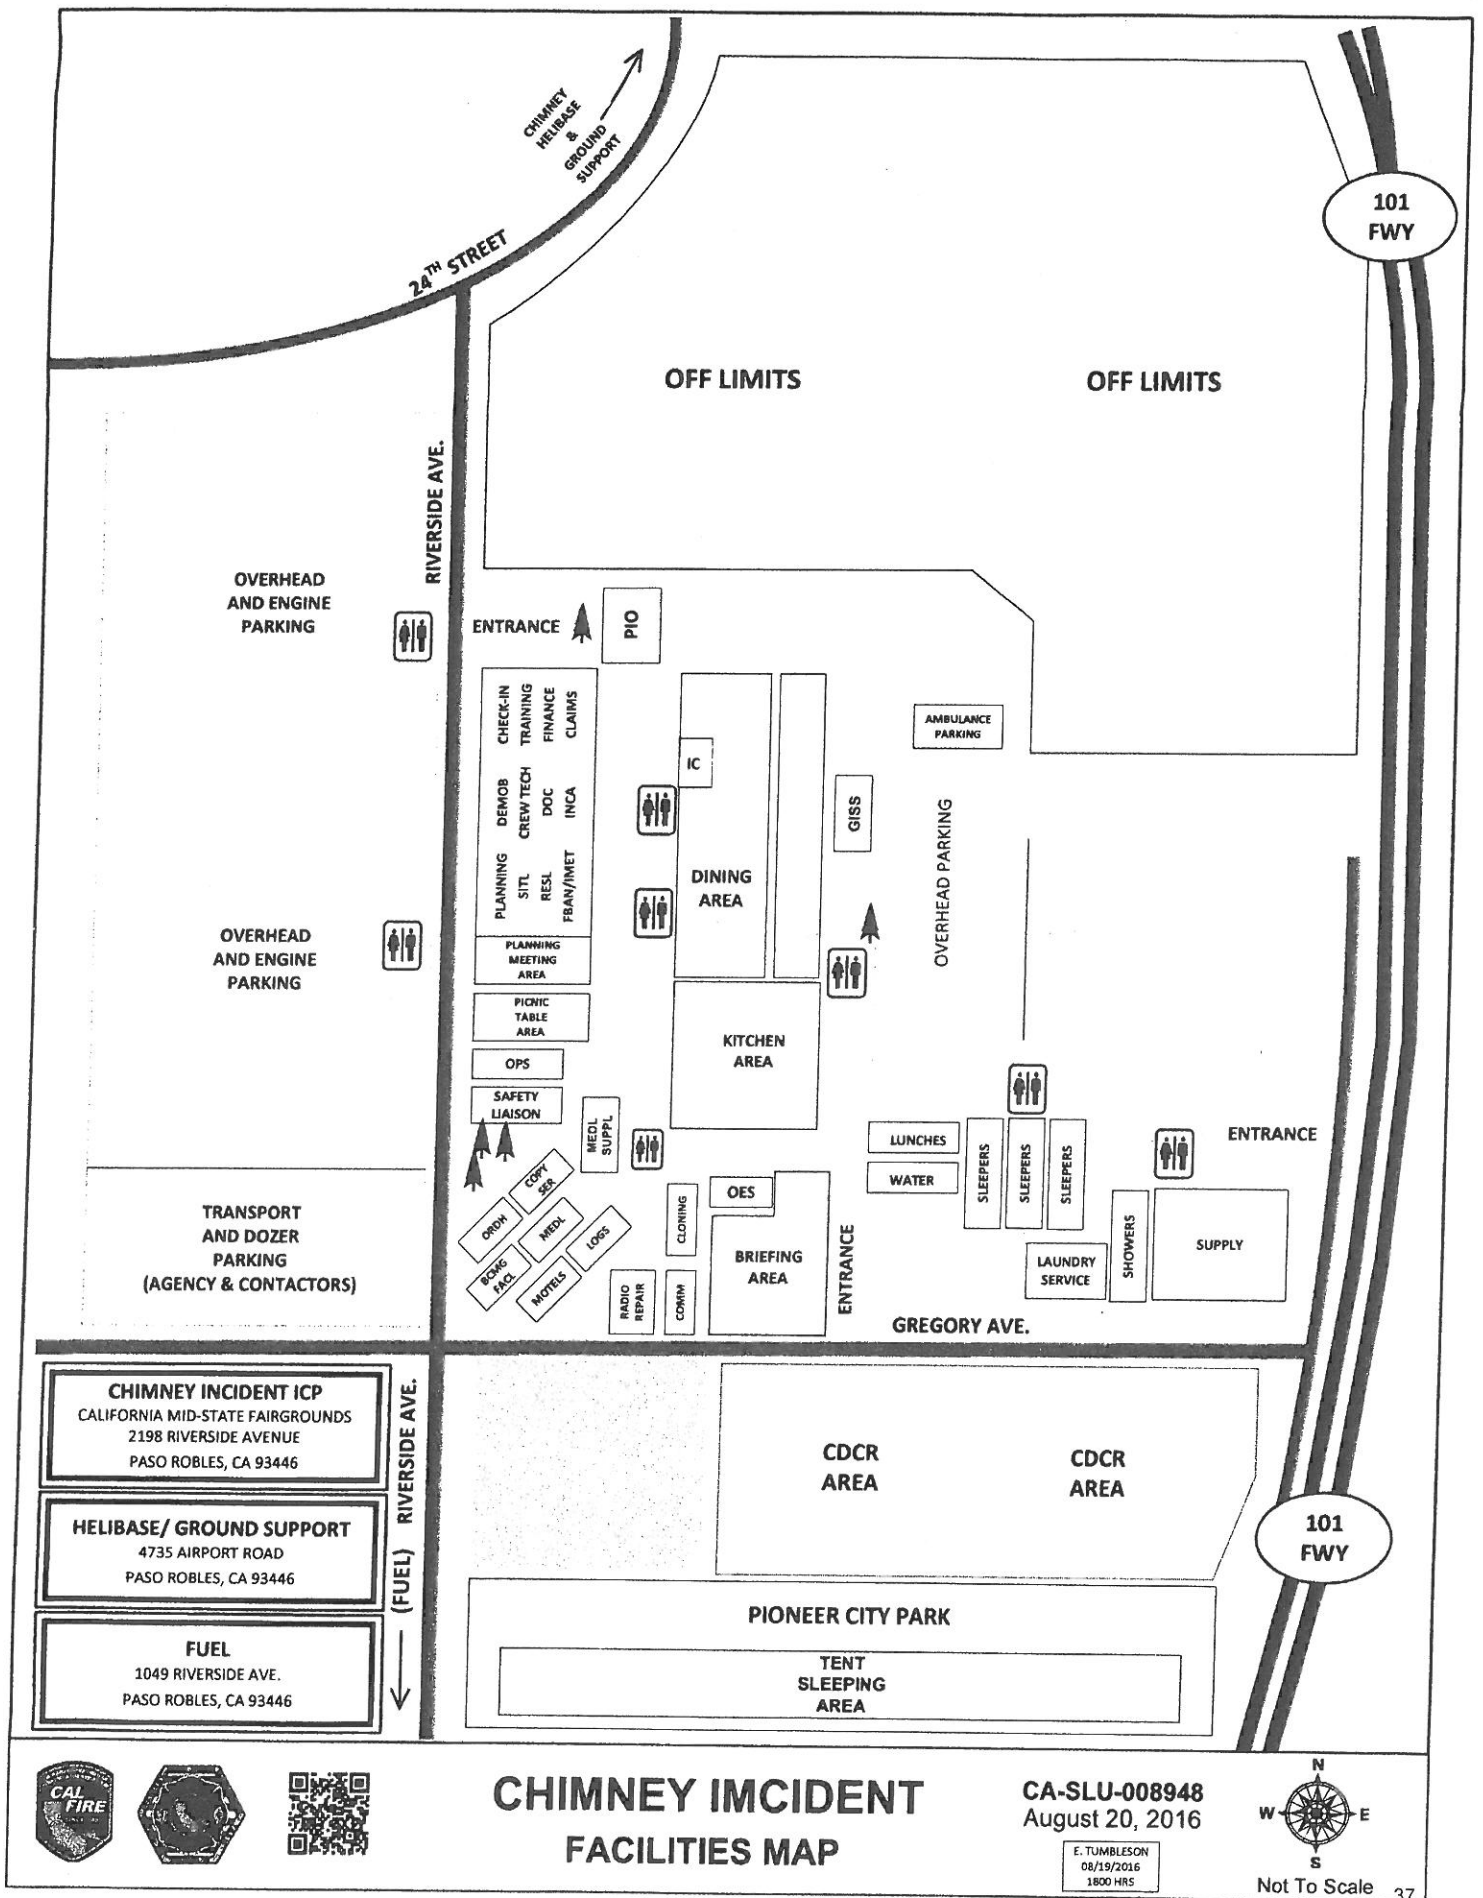 CHIMNEY
HELIBASE
&
GROUND
SUPPORT
24TH STREET
101
FWY
OFF LIMITS
OFF LIMITS
RIVERSIDE AVE.
OVERHEAD
AND ENGINE
PARKING
ENTRANCE
PIO
CHECK-IN
TRAINING
FINANCE
CLAIMS
DEMOB
CREW TECH
DOC
INCA
PLANNING
SITL
RESL
FBAN/IMET
IC
DINING
AREA
AMBULANCE
PARKING
GISS
OVERHEAD PARKING
OVERHEAD
AND ENGINE
PARKING
PLANNING
MEETING
AREA
PICNIC
TABLE
AREA
OPS
SAFETY
LIAISON
KITCHEN
AREA
MEDL
SUPPL
LUNCHES
WATER
SLEEPERS
SLEEPERS
SLEEPERS
ENTRANCE
TRANSPORT
AND DOZER
PARKING
(AGENCY & CONTACTORS)
COPY
SER
ORDH
MEDL
LOGS
BCMG
FACL
MOTELS
CLONING
OES
RADIO
REPAIR
COMM
BRIEFING
AREA
ENTRANCE
LAUNDRY
SERVICE
SHOWERS
SUPPLY
GREGORY AVE.
CHIMNEY INCIDENT ICP
CALIFORNIA MID-STATE FAIRGROUNDS
2198 RIVERSIDE AVENUE
PASO ROBLES, CA 93446
HELIBASE/ GROUND SUPPORT
4735 AIRPORT ROAD
PASO ROBLES, CA 93446
FUEL
1049 RIVERSIDE AVE.
PASO ROBLES, CA 93446
RIVERSIDE AVE.
(FUEL)
CDCR
AREA
CDCR
AREA
101
FWY
PIONEER CITY PARK
TENT
SLEEPING
AREA
CAL
FIRE
CHIMNEY IMCIDENT
FACILITIES MAP
CA-SLU-008948
August 20, 2016
E. TUMBLESON
08/19/2016
1800 HRS
N
W
E
S
Not To Scale
37